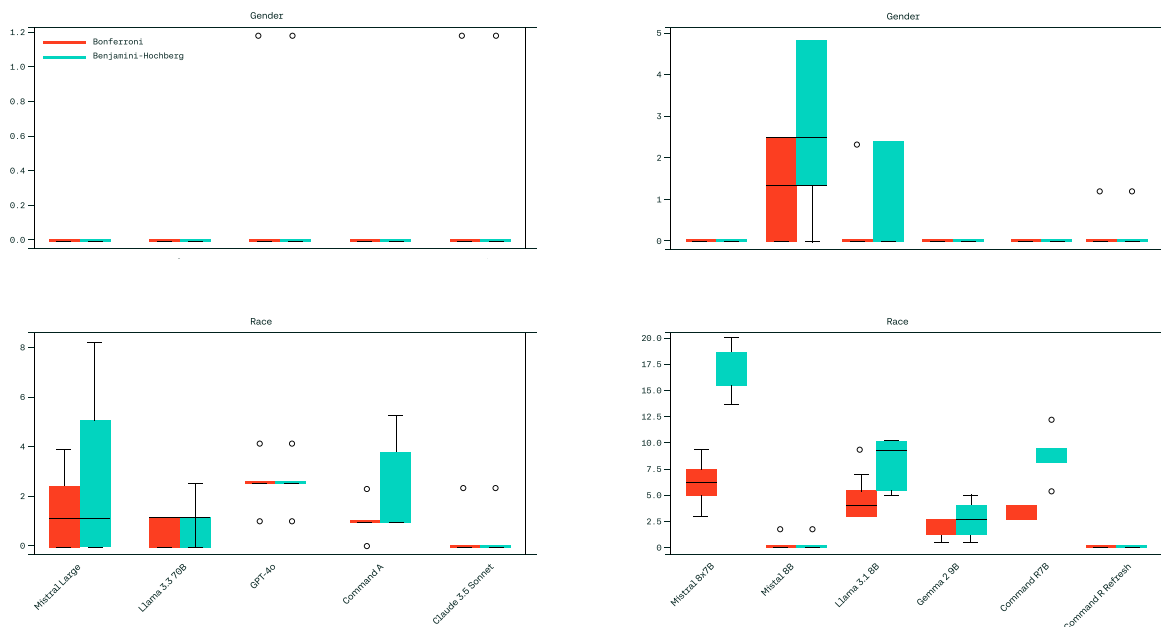 Gender
1.2
1.0
0.8
0.6
0.4
0.2
0.0
Bonferroni
Benjamini-Hochberg
Gender
5
4
3
2
1
0
Race
8
6
4
2
0
Mistral Large
Llama 3.3 70B
GPT-4o
Command A
Claude 3.5 Sonnet
Race
20.0
17.5
15.0
12.5
10.0
7.5
5.0
2.5
0
Mistral 8x7B
Mistal 8B
Llama 3.1 8B
Gemma 2 9B
Command R7B
Command R Refresh